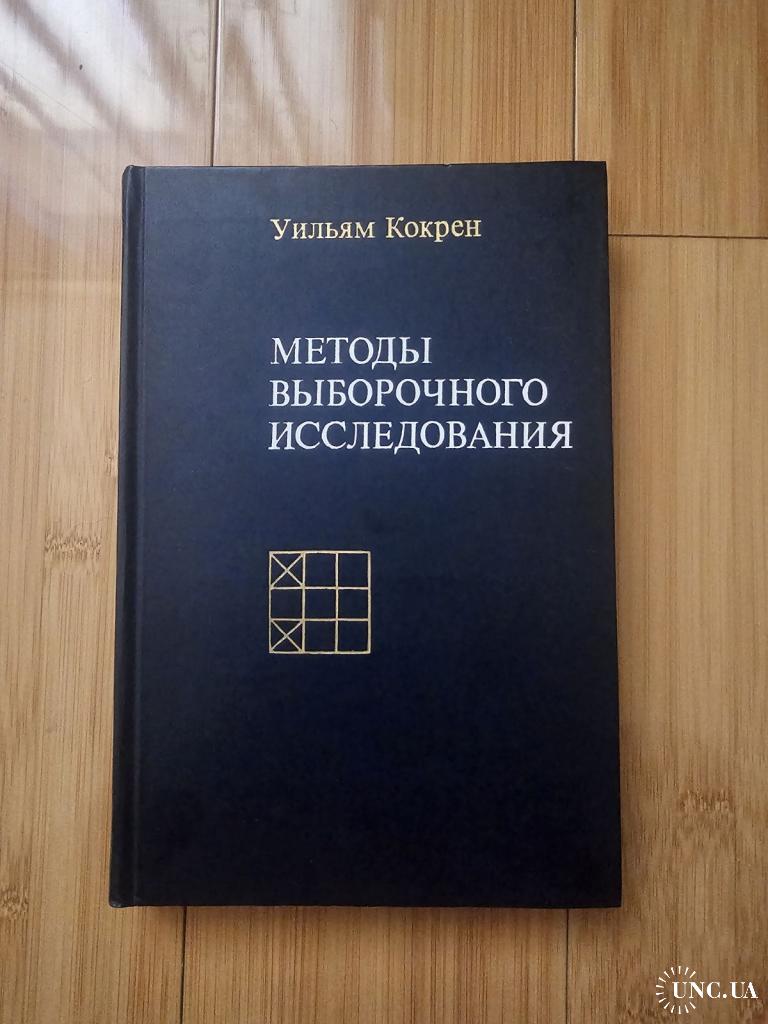 Уильям Кокрен
МЕТОДЫ
ВЫБОРОЧНОГО
ИССЛЕДОВАНИЯ
UNC.UA